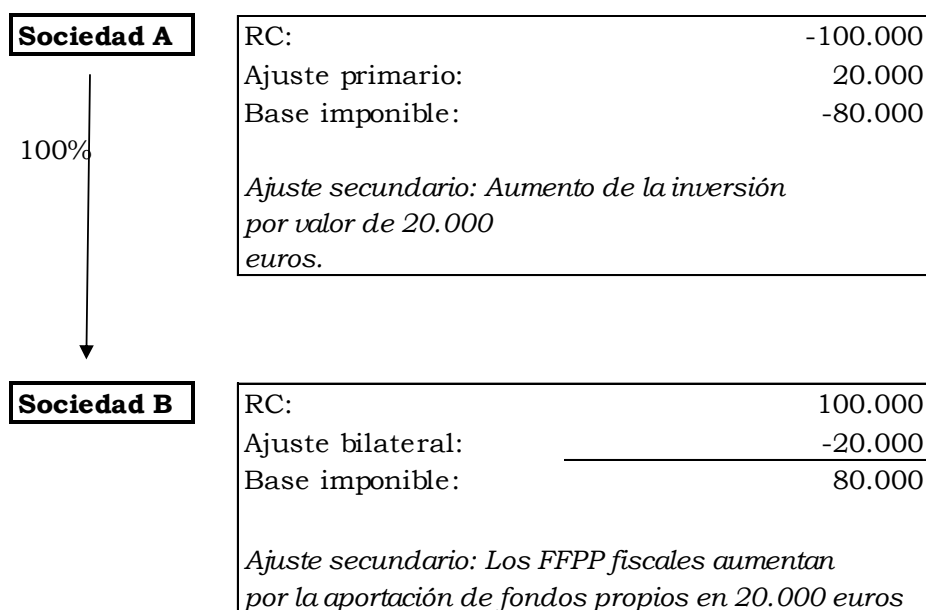 Sociedad A
RC: -100.000
Ajuste primario: 20.000
Base imponible: -80.000
100%
Ajuste secundario: Aumento de la inversión
por valor de 20.000
euros.
Sociedad B
RC: 100.000
Ajuste bilateral: -20.000
Base imponible: 80.000
Ajuste secundario: Los FFPP fiscales aumentan
por la aportación de fondos propios en 20.000 euros